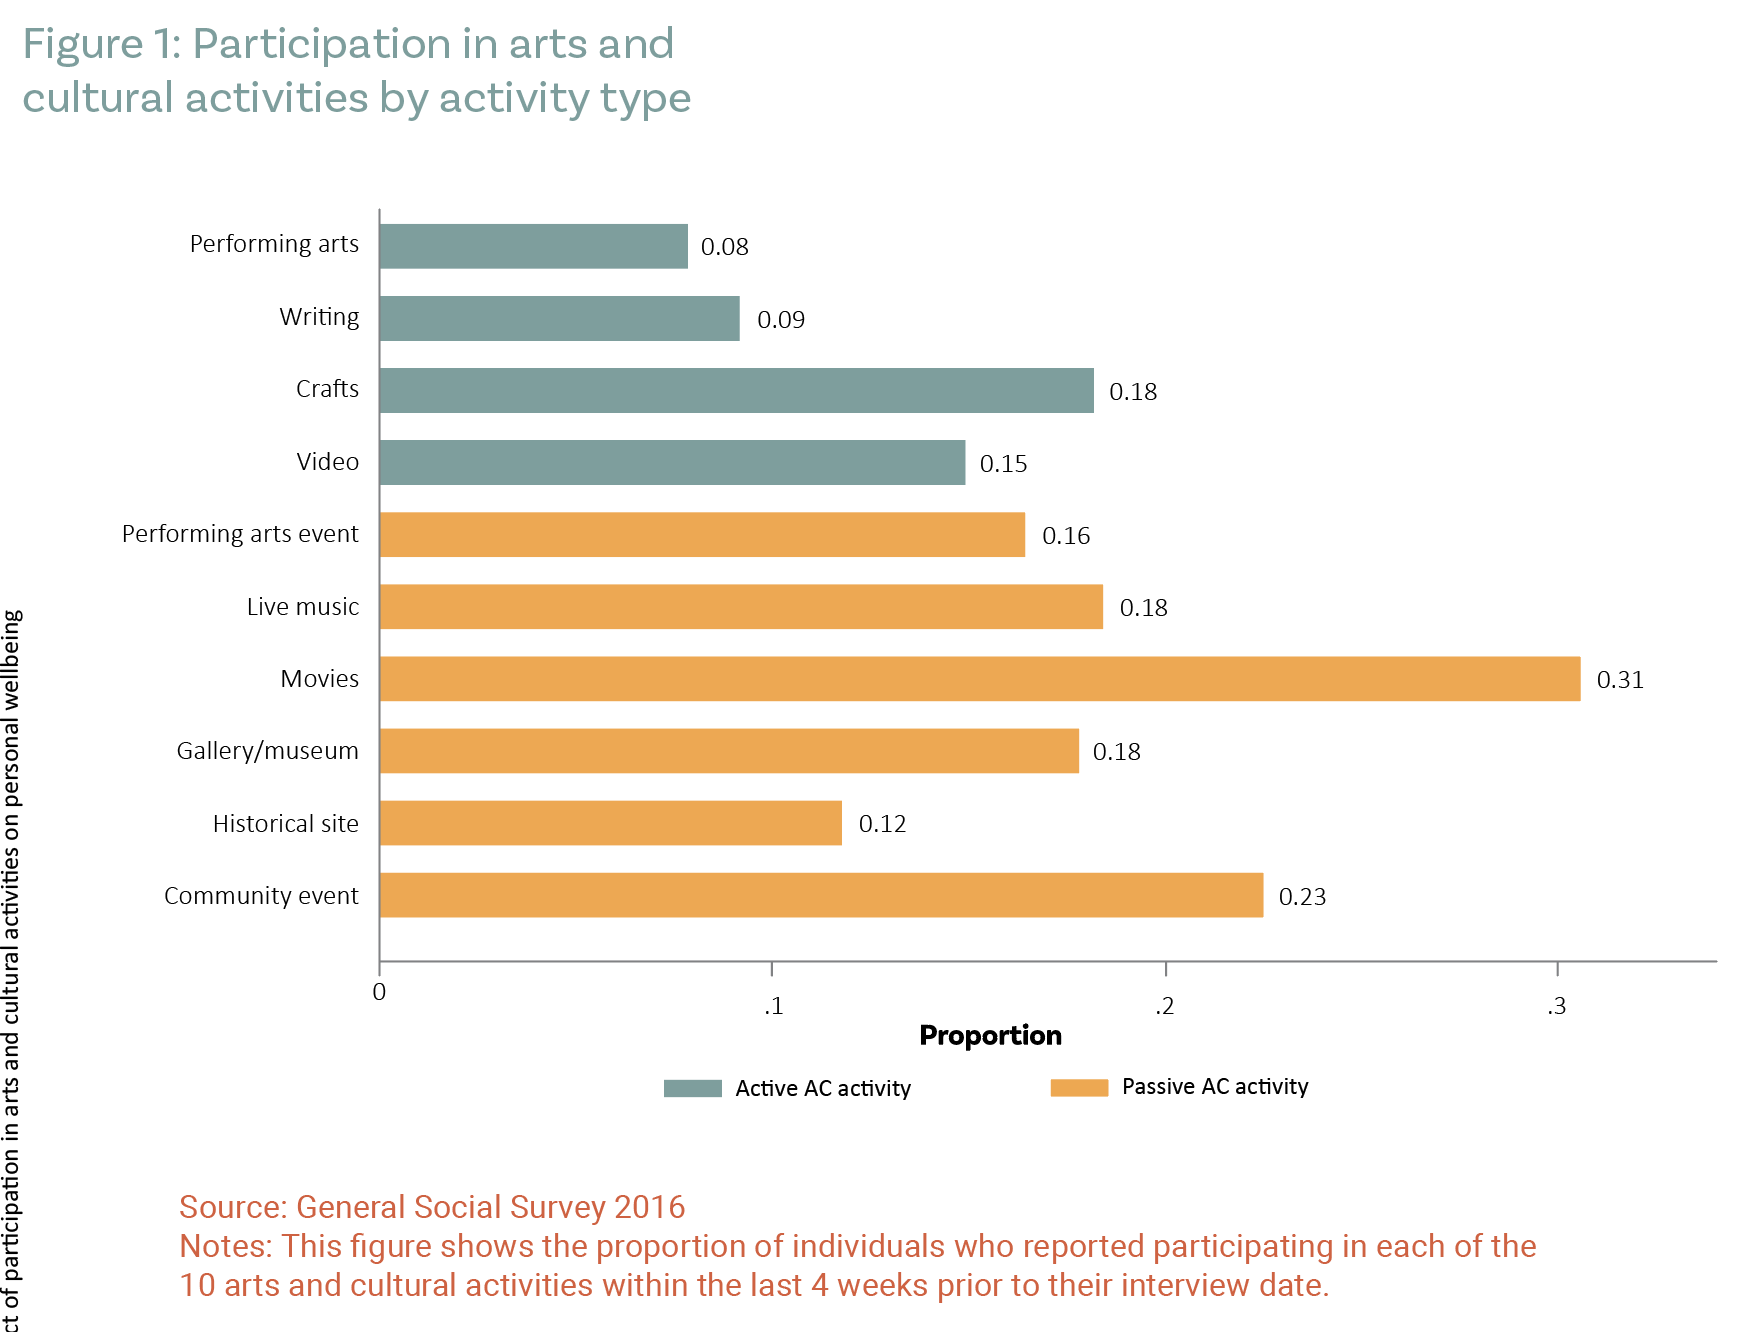 Figure 1: Participation in arts and
cultural activities by activity type
Performing arts 0.08
Writing 0.09
Crafts 0.18
Video 0.15
Performing arts event 0.16
Live music 0.18
Movies 0.31
Gallery/museum 0.18
Historical site 0.12
Community event 0.23
0 .1 .2 .3
Proportion
Active AC activity Passive AC activity
Source: General Social Survey 2016
Notes: This figure shows the proportion of individuals who reported participating in each of the
10 arts and cultural activities within the last 4 weeks prior to their interview date.
of participation in arts and cultural activities on personal wellbeing